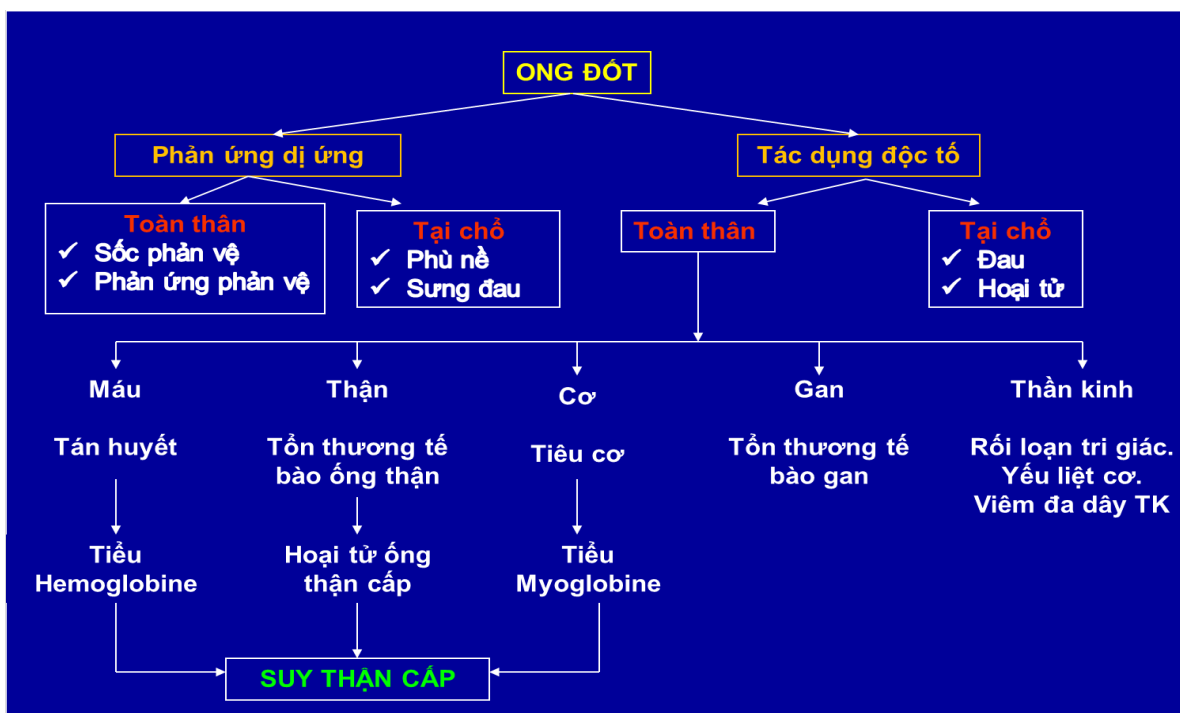 ONG ĐỐT
Phản ứng dị ứng
Tác dụng độc tố
Toàn thân
✓ Sốc phản vệ
✓ Phản ứng phản vệ
Tại chổ
✓ Phù nề
✓ Sưng đau
Toàn thân
Tại chổ
✓ Đau
✓ Hoại tử
Máu
Thận
Cơ
Gan
Thần kinh
Tán huyết
Tổn thương tế
bào ống thận
Tiêu cơ
Tổn thương tế
bào gan
Rối loạn tri giác.
Yếu liệt cơ.
Viêm đa dây TK
Tiểu
Hemoglobine
Hoại tử ống
thận cấp
Tiểu
Myoglobine
SUY THẬN CẤP